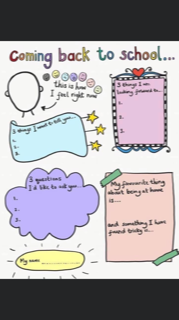 Coming back to school...
this is how
I feel right now
3 things I am
looking forward to...
1.
2.
3.
3 things I want to tell you...
1.
2.
3.
3 questions
I'd like to ask you...
1.
2.
3.
My favourite thing
about being at home
is...
and something I have
found tricky is...
My name